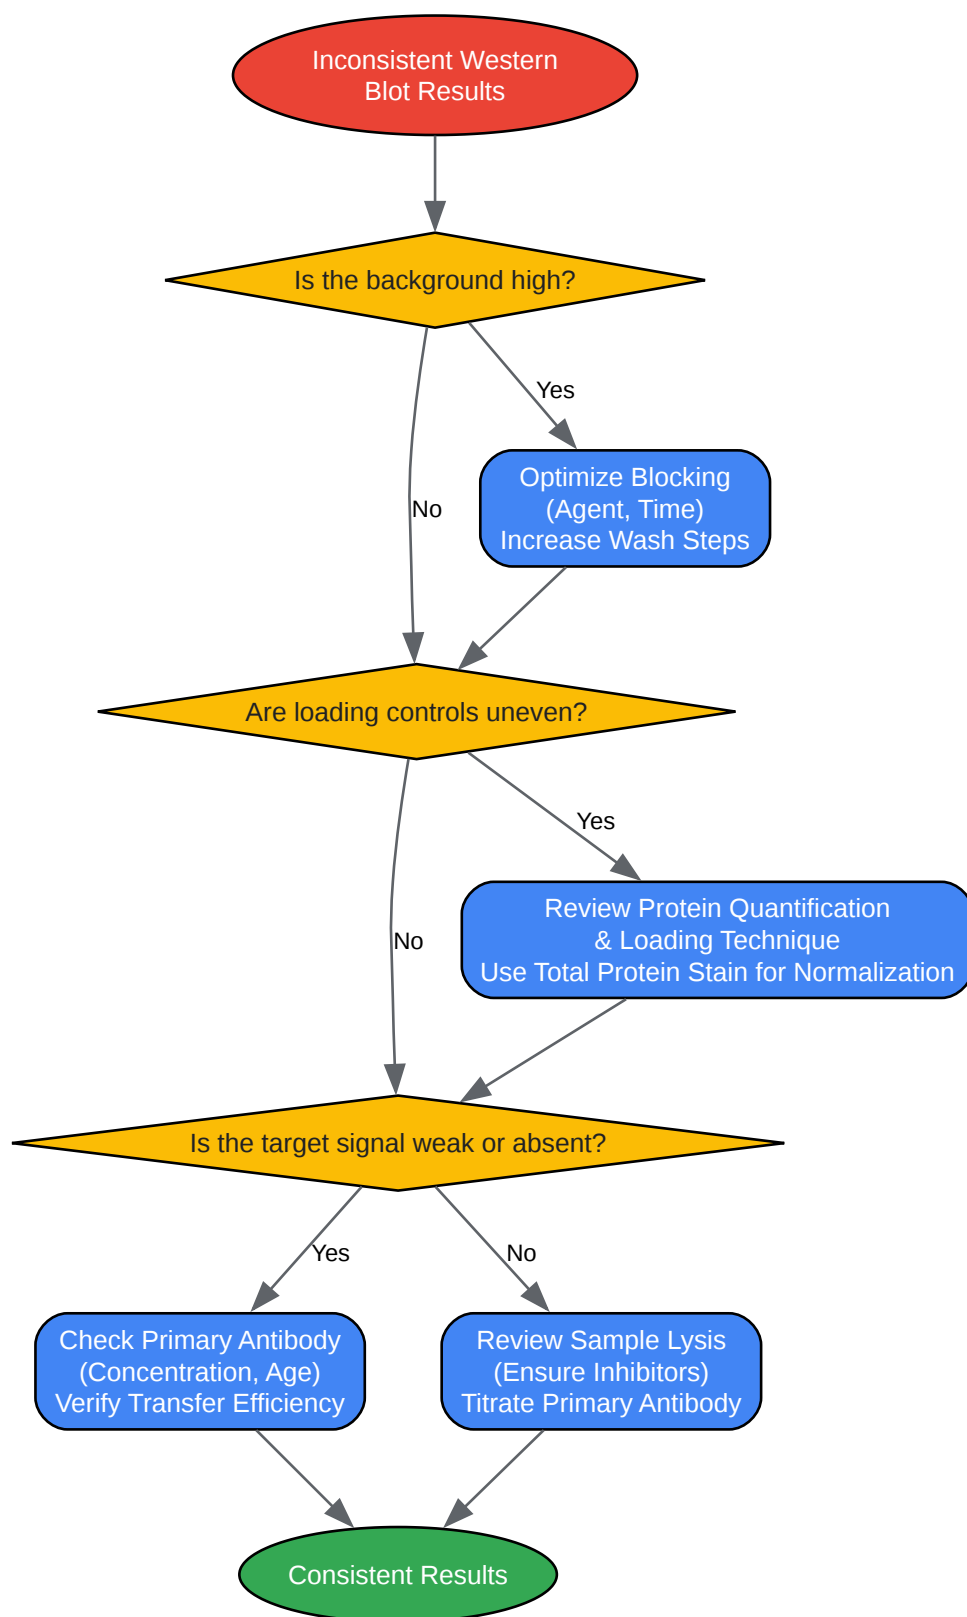 Inconsistent Western
Blot Results
Is the background high?
Yes
Optimize Blocking
(Agent, Time)
Increase Wash Steps
No
Are loading controls uneven?
Yes
Review Protein Quantification
& Loading Technique
Use Total Protein Stain for Normalization
No
Is the target signal weak or absent?
Yes
No
Check Primary Antibody
(Concentration, Age)
Verify Transfer Efficiency
Review Sample Lysis
(Ensure Inhibitors)
Titrate Primary Antibody
Consistent Results